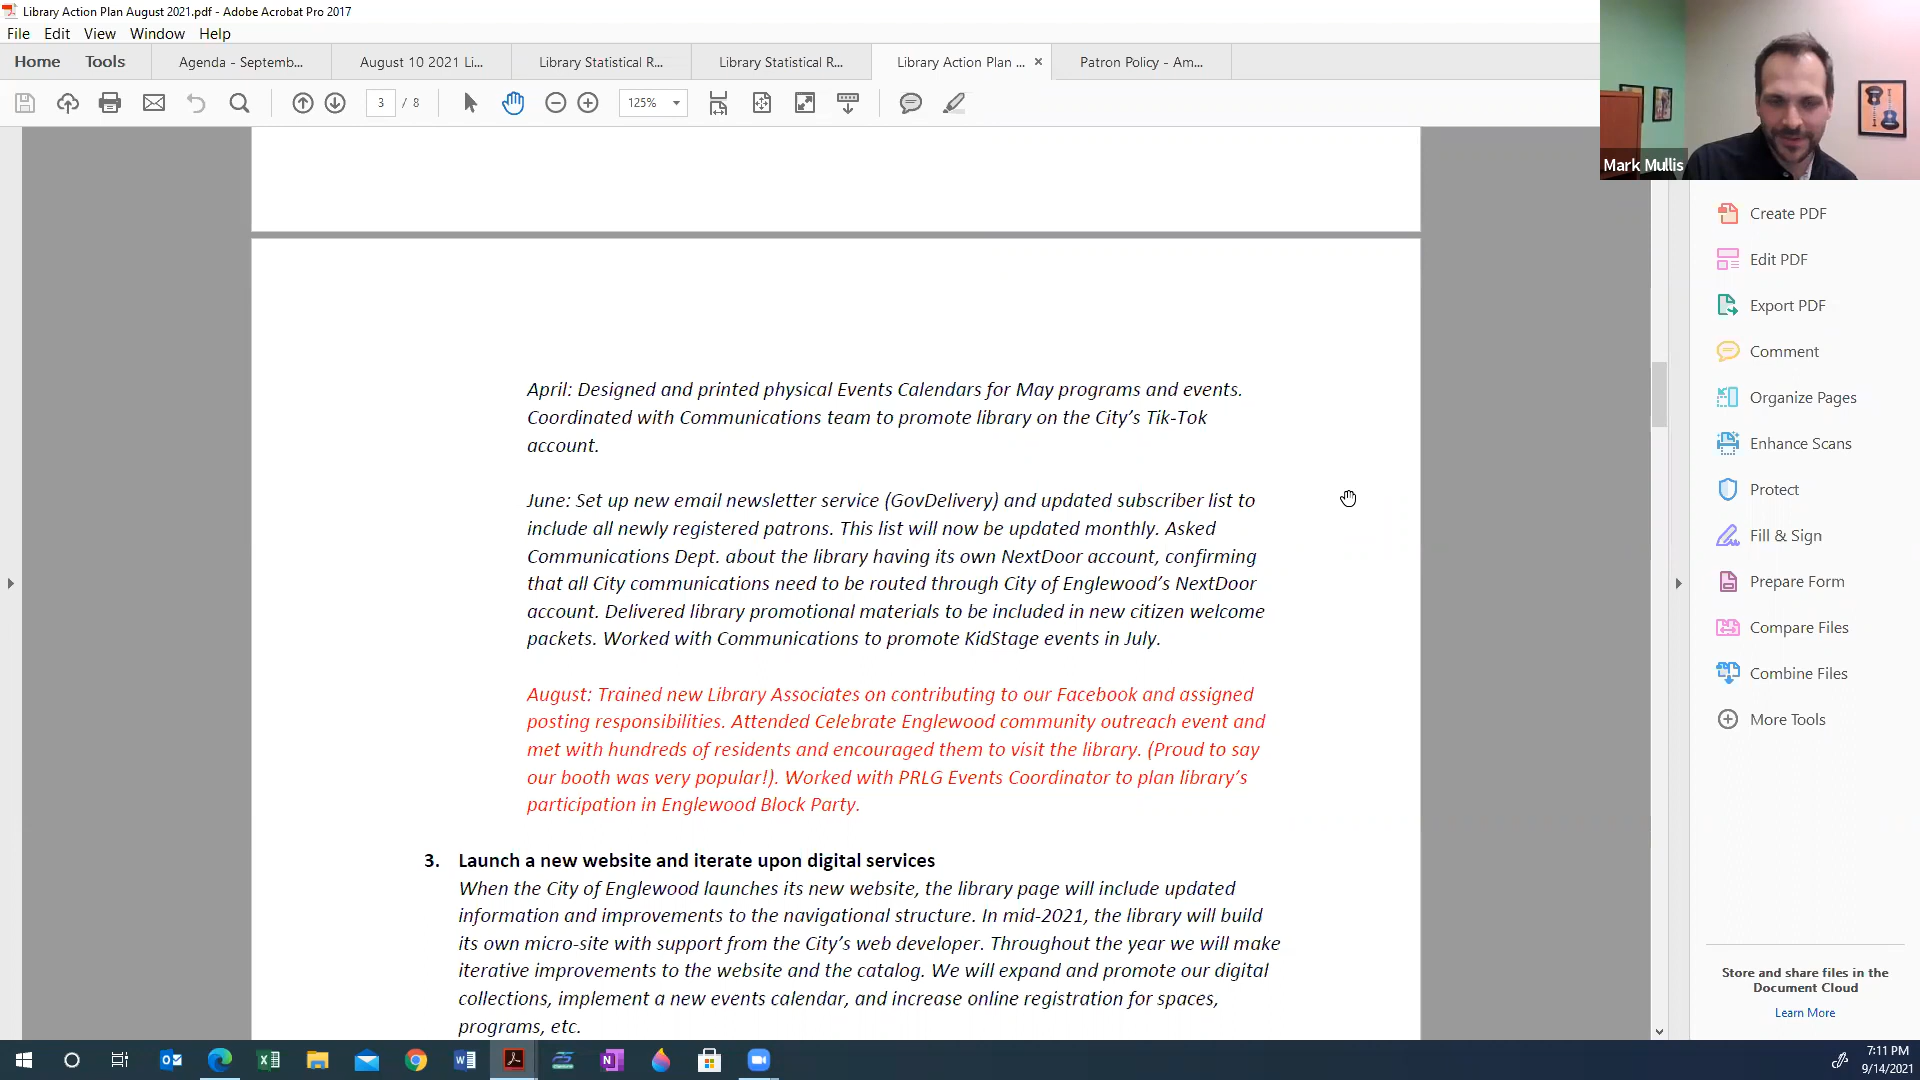 Library Action Plan August 2021.pdf - Adobe Acrobat Pro 2017
File Edit View Window Help
Home Tools Agenda - Septemb... August 10 2021 Li... Library Statistical R... Library Statistical R... Library Action Plan ... × Patron Policy - Am...
3 / 8 125%
Mark Mullis
April: Designed and printed physical Events Calendars for May programs and events.
Coordinated with Communications team to promote library on the City's Tik-Tok
account.
June: Set up new email newsletter service (GovDelivery) and updated subscriber list to
include all newly registered patrons. This list will now be updated monthly. Asked
Communications Dept. about the library having its own NextDoor account, confirming
that all City communications need to be routed through City of Englewood's NextDoor
account. Delivered library promotional materials to be included in new citizen welcome
packets. Worked with Communications to promote KidStage events in July.
August: Trained new Library Associates on contributing to our Facebook and assigned
posting responsibilities. Attended Celebrate Englewood community outreach event and
met with hundreds of residents and encouraged them to visit the library. (Proud to say
our booth was very popular!). Worked with PRLG Events Coordinator to plan library's
participation in Englewood Block Party.
3. Launch a new website and iterate upon digital services
When the City of Englewood launches its new website, the library page will include updated
information and improvements to the navigational structure. In mid-2021, the library will build
its own micro-site with support from the City's web developer. Throughout the year we will make
iterative improvements to the website and the catalog. We will expand and promote our digital
collections, implement a new events calendar, and increase online registration for spaces,
programs, etc.
Create PDF
Edit PDF
Export PDF
Comment
Organize Pages
Enhance Scans
Protect
Fill & Sign
Prepare Form
Compare Files
Combine Files
More Tools
Store and share files in the
Document Cloud
Learn More
7:11 PM
9/14/2021